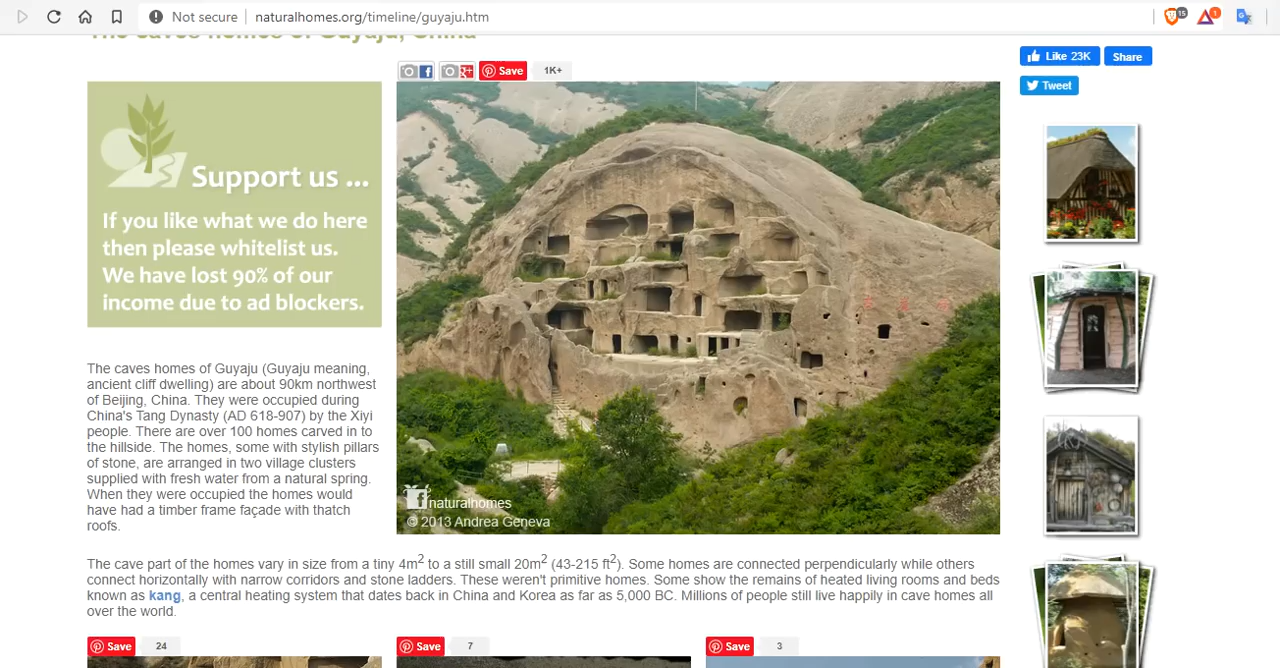 Not secure naturalhomes.org/timeline/guyaju.htm 15 1
The caves homes of Guyaju, China
Like 23K Share
Save 1K+
Tweet
Support us ...
If you like what we do here
then please whitelist us.
We have lost 90% of our
income due to ad blockers.
The caves homes of Guyaju (Guyaju meaning,
ancient cliff dwelling) are about 90km northwest
of Beijing, China. They were occupied during
China's Tang Dynasty (AD 618-907) by the Xiyi
people. There are over 100 homes carved in to
the hillside. The homes, some with stylish pillars
of stone, are arranged in two village clusters
supplied with fresh water from a natural spring.
When they were occupied the homes would
have had a timber frame façade with thatch
roofs.
naturalhomes
© 2013 Andrea Geneva
The cave part of the homes vary in size from a tiny 4m² to a still small 20m² (43-215 ft²). Some homes are connected perpendicularly while others
connect horizontally with narrow corridors and stone ladders. These weren't primitive homes. Some show the remains of heated living rooms and beds
known as kang, a central heating system that dates back in China and Korea as far as 5,000 BC. Millions of people still live happily in cave homes all
over the world.
Save 24 Save 7 Save 3